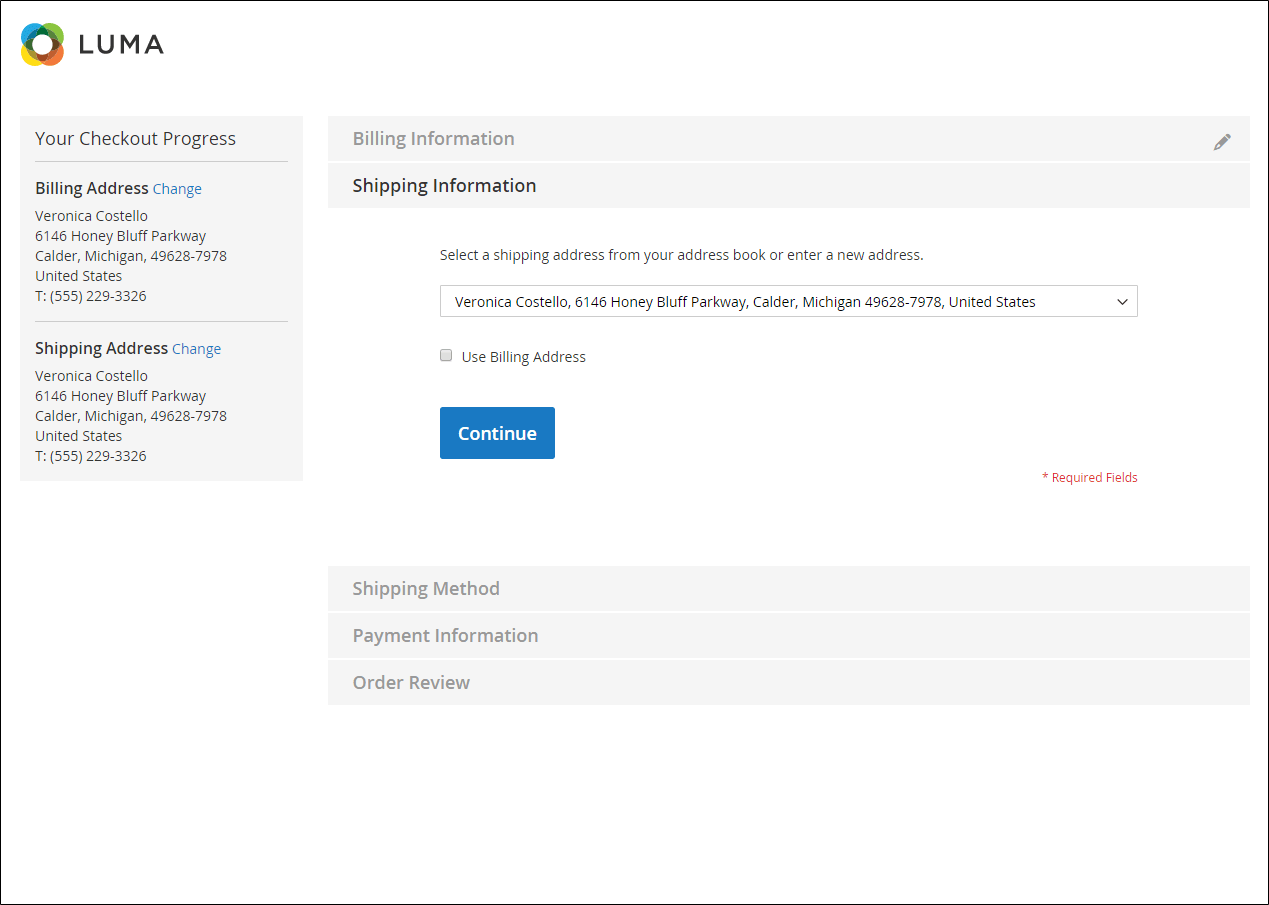 LUMA
Your Checkout Progress
Billing Address Change
Veronica Costello
6146 Honey Bluff Parkway
Calder, Michigan, 49628-7978
United States
T: (555) 229-3326
Shipping Address Change
Veronica Costello
6146 Honey Bluff Parkway
Calder, Michigan, 49628-7978
United States
T: (555) 229-3326
Billing Information
Shipping Information
Select a shipping address from your address book or enter a new address.
Veronica Costello, 6146 Honey Bluff Parkway, Calder, Michigan 49628-7978, United States
Use Billing Address
Continue
* Required Fields
Shipping Method
Payment Information
Order Review